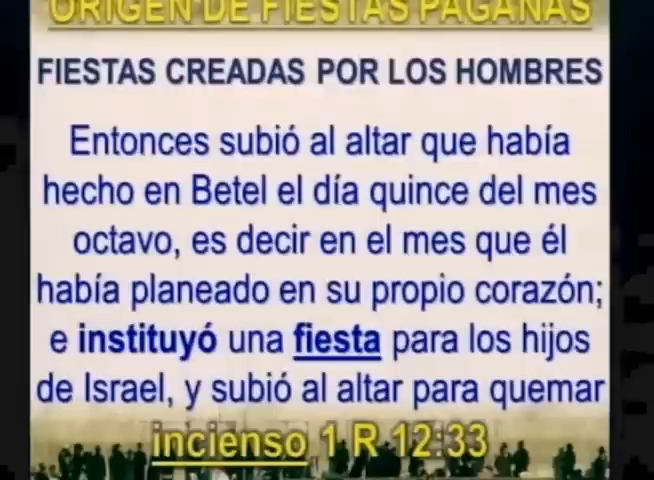 ORIGEN DE FIESTAS PAGANAS
FIESTAS CREADAS POR LOS HOMBRES
Entonces subió al altar que había
hecho en Betel el día quince del mes
octavo, es decir en el mes que él
había planeado en su propio corazón;
e instituyó una fiesta para los hijos
de Israel, y subió al altar para quemar
incienso 1 R 12:33